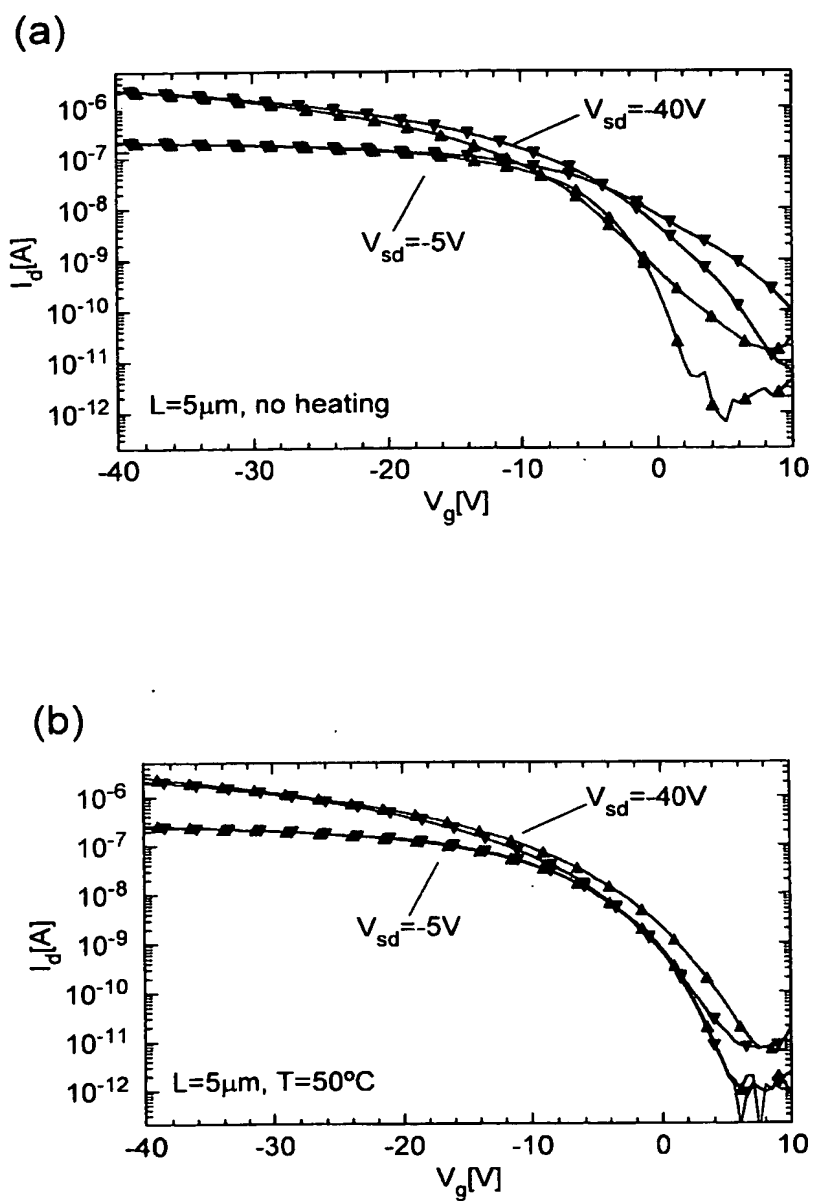 (a)
10⁻⁶
10⁻⁷
10⁻⁸
10⁻⁹
10⁻¹⁰
10⁻¹¹
10⁻¹²
I_d[A]
V_sd=-40V
V_sd=-5V
L=5μm, no heating
-40 -30 -20 -10 0 10
V_g[V]
(b)
10⁻⁶
10⁻⁷
10⁻⁸
10⁻⁹
10⁻¹⁰
10⁻¹¹
10⁻¹²
I_d[A]
V_sd=-40V
V_sd=-5V
L=5μm, T=50ºC
-40 -30 -20 -10 0 10
V_g[V]